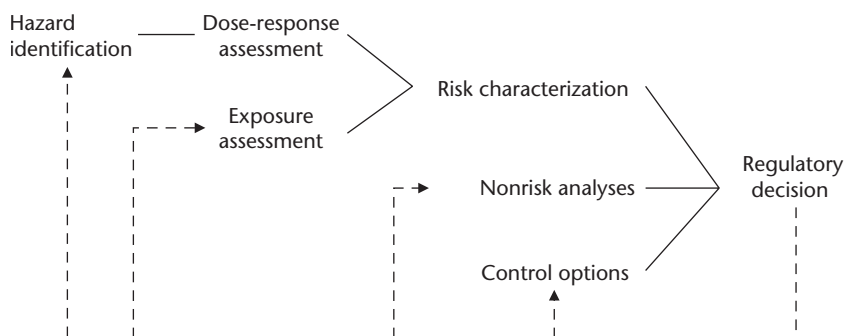 Hazard
identification
Dose-response
assessment
Exposure
assessment
Risk characterization
Nonrisk analyses
Control options
Regulatory
decision